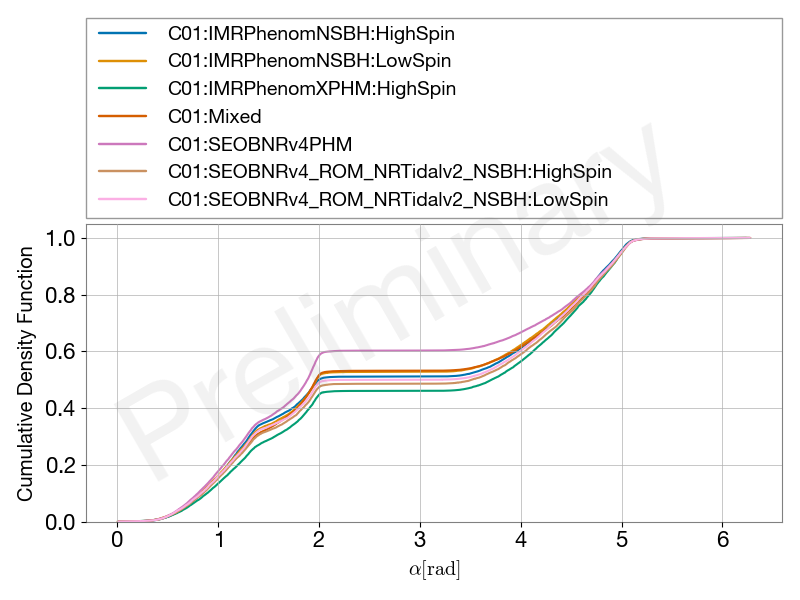 C01:IMRPhenomNSBH:HighSpin
C01:IMRPhenomNSBH:LowSpin
C01:IMRPhenomXPHM:HighSpin
C01:Mixed
C01:SEOBNRv4PHM
C01:SEOBNRv4_ROM_NRTidalv2_NSBH:HighSpin
C01:SEOBNRv4_ROM_NRTidalv2_NSBH:LowSpin
Preliminary
Cumulative Density Function
1.0
0.8
0.6
0.4
0.2
0.0
0 1 2 3 4 5 6
α[rad]